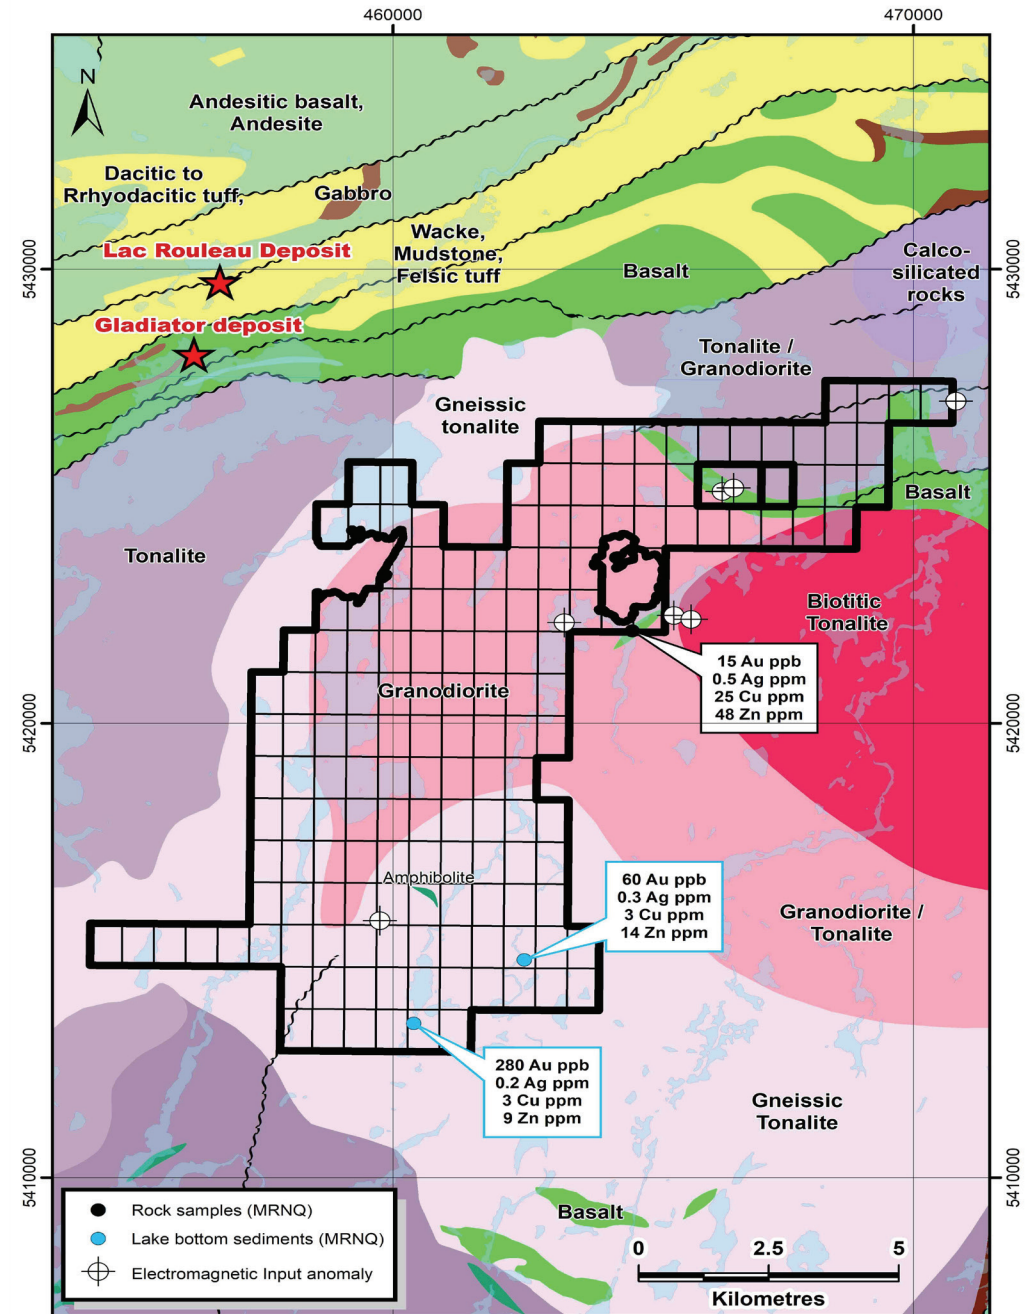 460000
470000
N
Andesitic basalt,
Andesite
Dacitic to
Rrhyodacitic tuff,
Gabbro
Wacke,
Mudstone,
Felsic tuff
Lac Rouleau Deposit
Basalt
Calco-
silicated
rocks
5430000
5430000
Gladiator deposit
Tonalite /
Granodiorite
Gneissic
tonalite
Basalt
Tonalite
Biotitic
Tonalite
15 Au ppb
0.5 Ag ppm
25 Cu ppm
48 Zn ppm
Granodiorite
5420000
5420000
Amphibolite
60 Au ppb
0.3 Ag ppm
3 Cu ppm
14 Zn ppm
Granodiorite /
Tonalite
280 Au ppb
0.2 Ag ppm
3 Cu ppm
9 Zn ppm
Gneissic
Tonalite
5410000
5410000
Basalt
Rock samples (MRNQ)
Lake bottom sediments (MRNQ)
Electromagnetic Input anomaly
0 2.5 5
Kilometres